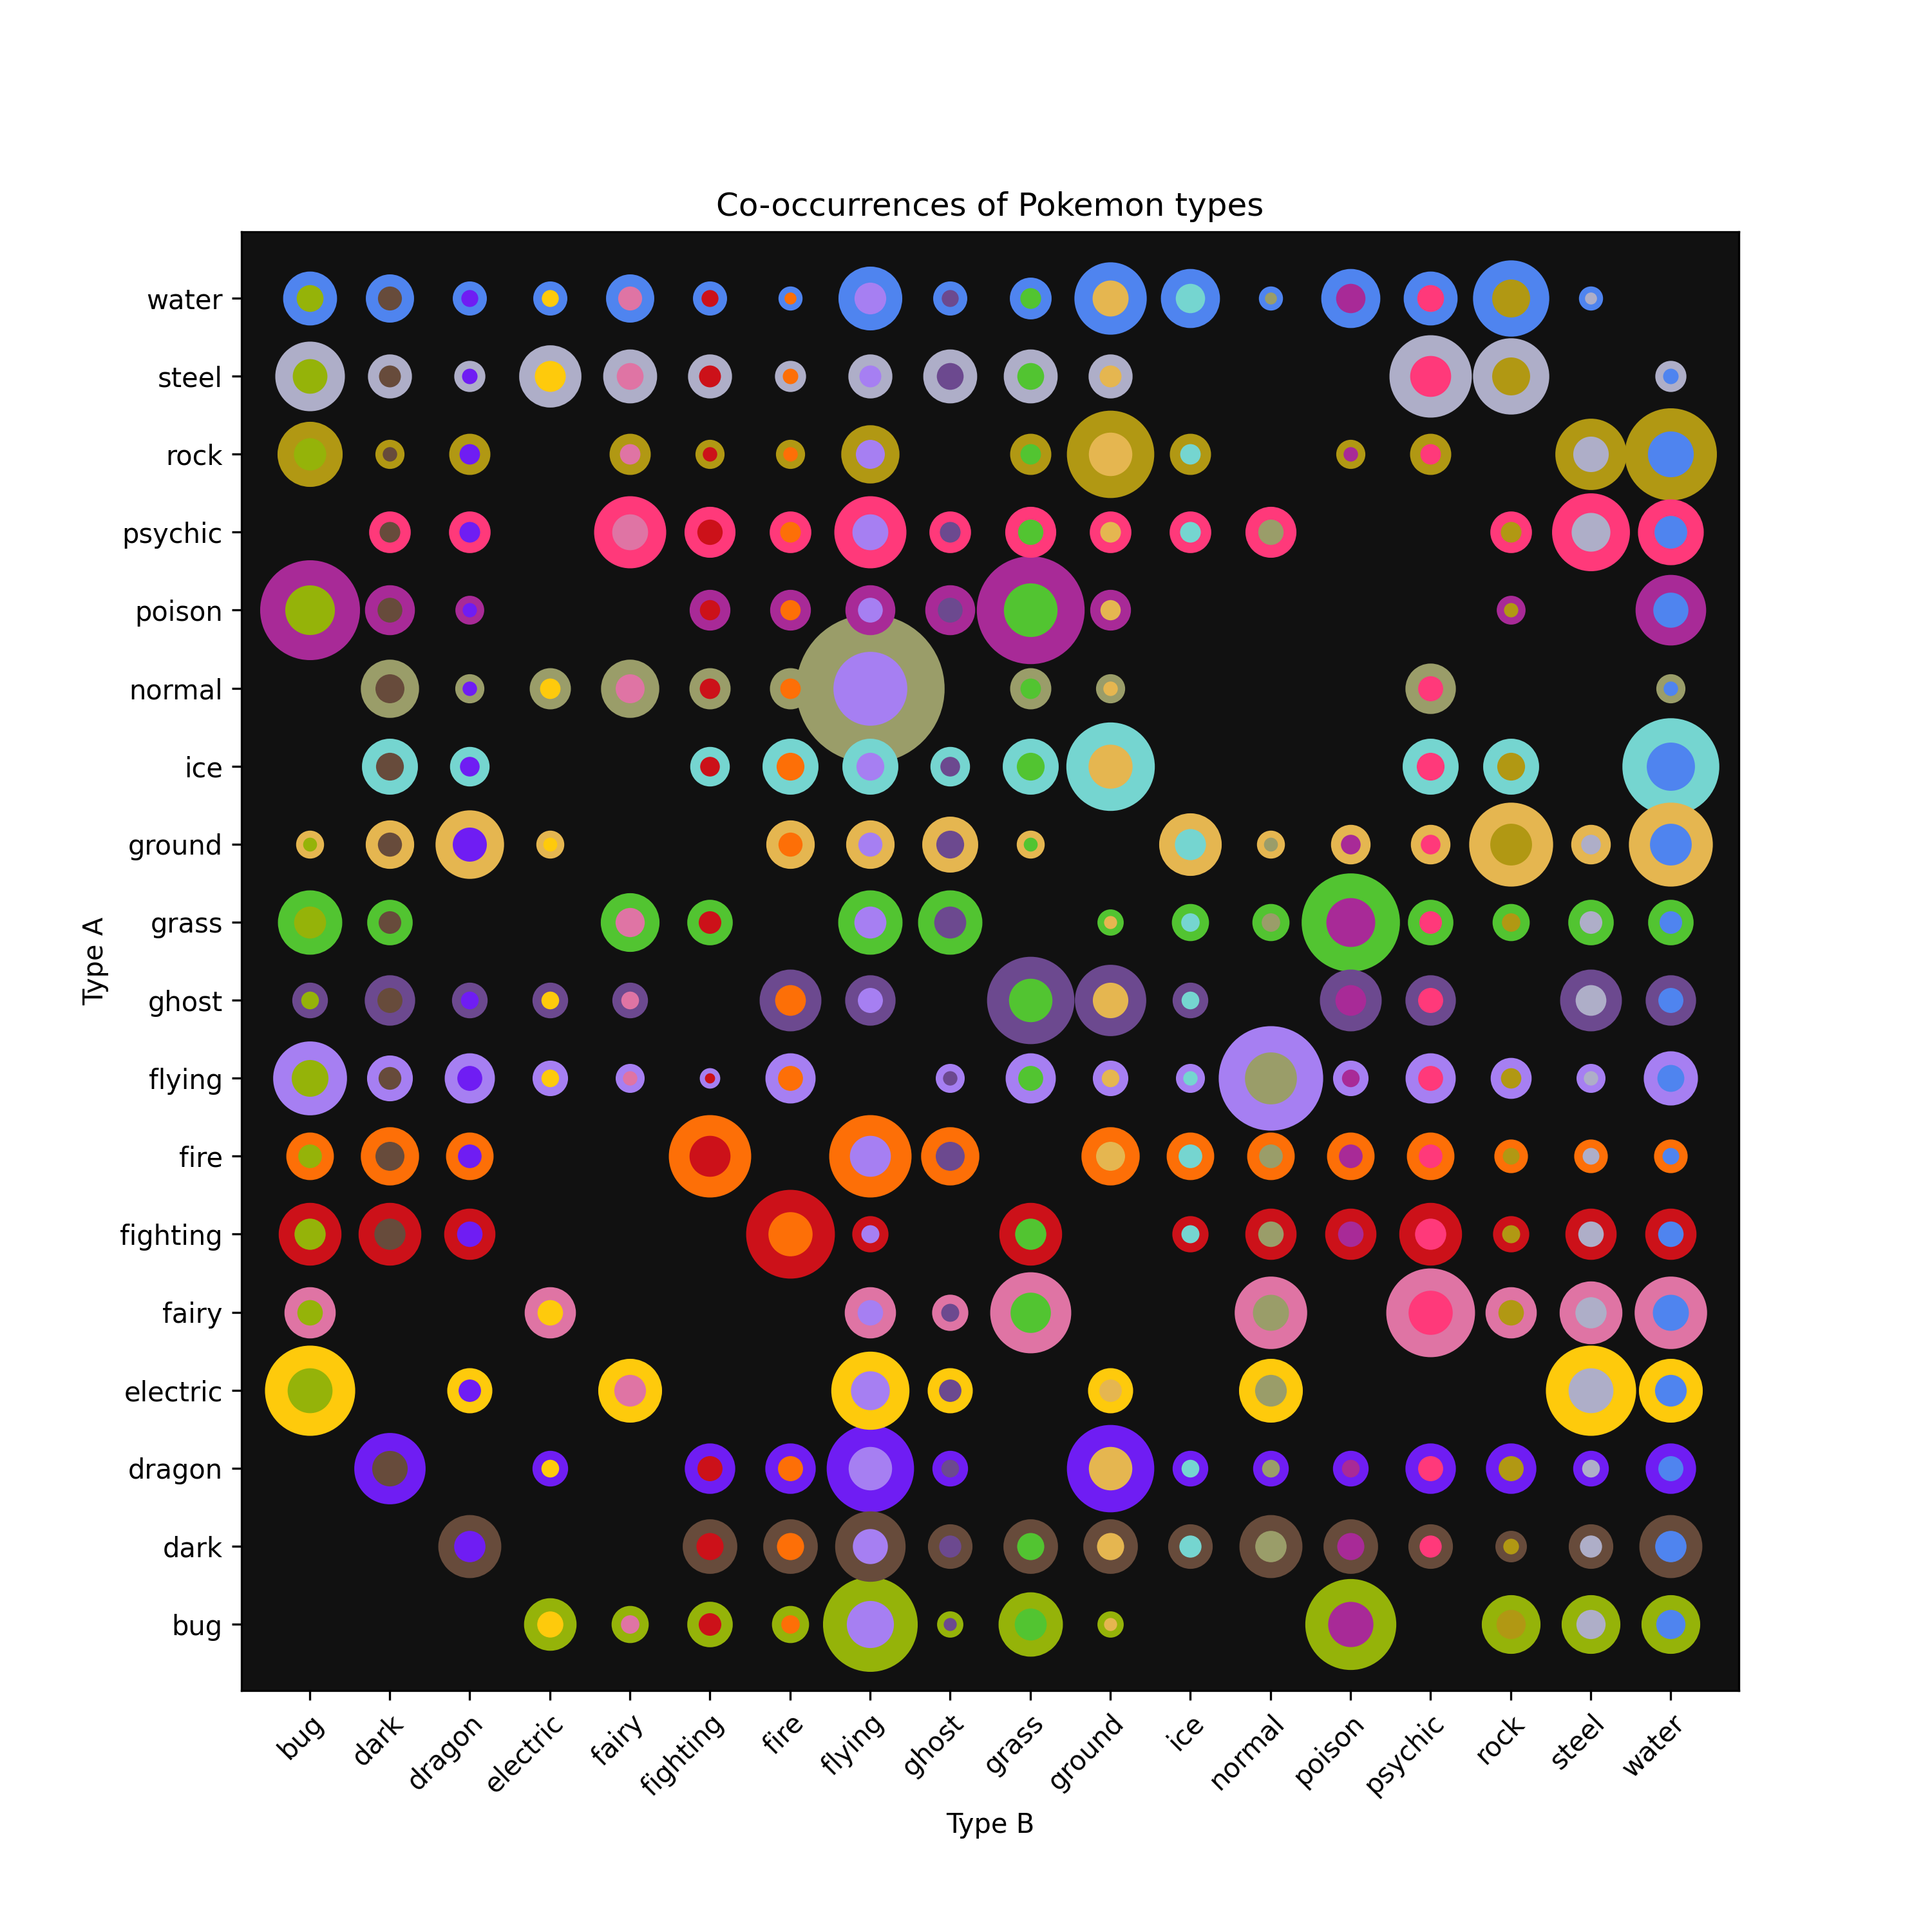 Co-occurrences of Pokemon types
water
steel
rock
psychic
poison
normal
ice
ground
grass
ghost
flying
fire
fighting
fairy
electric
dragon
dark
bug
Type A
bug
dark
dragon
electric
fairy
fighting
fire
flying
ghost
grass
ground
ice
normal
poison
psychic
rock
steel
water
Type B